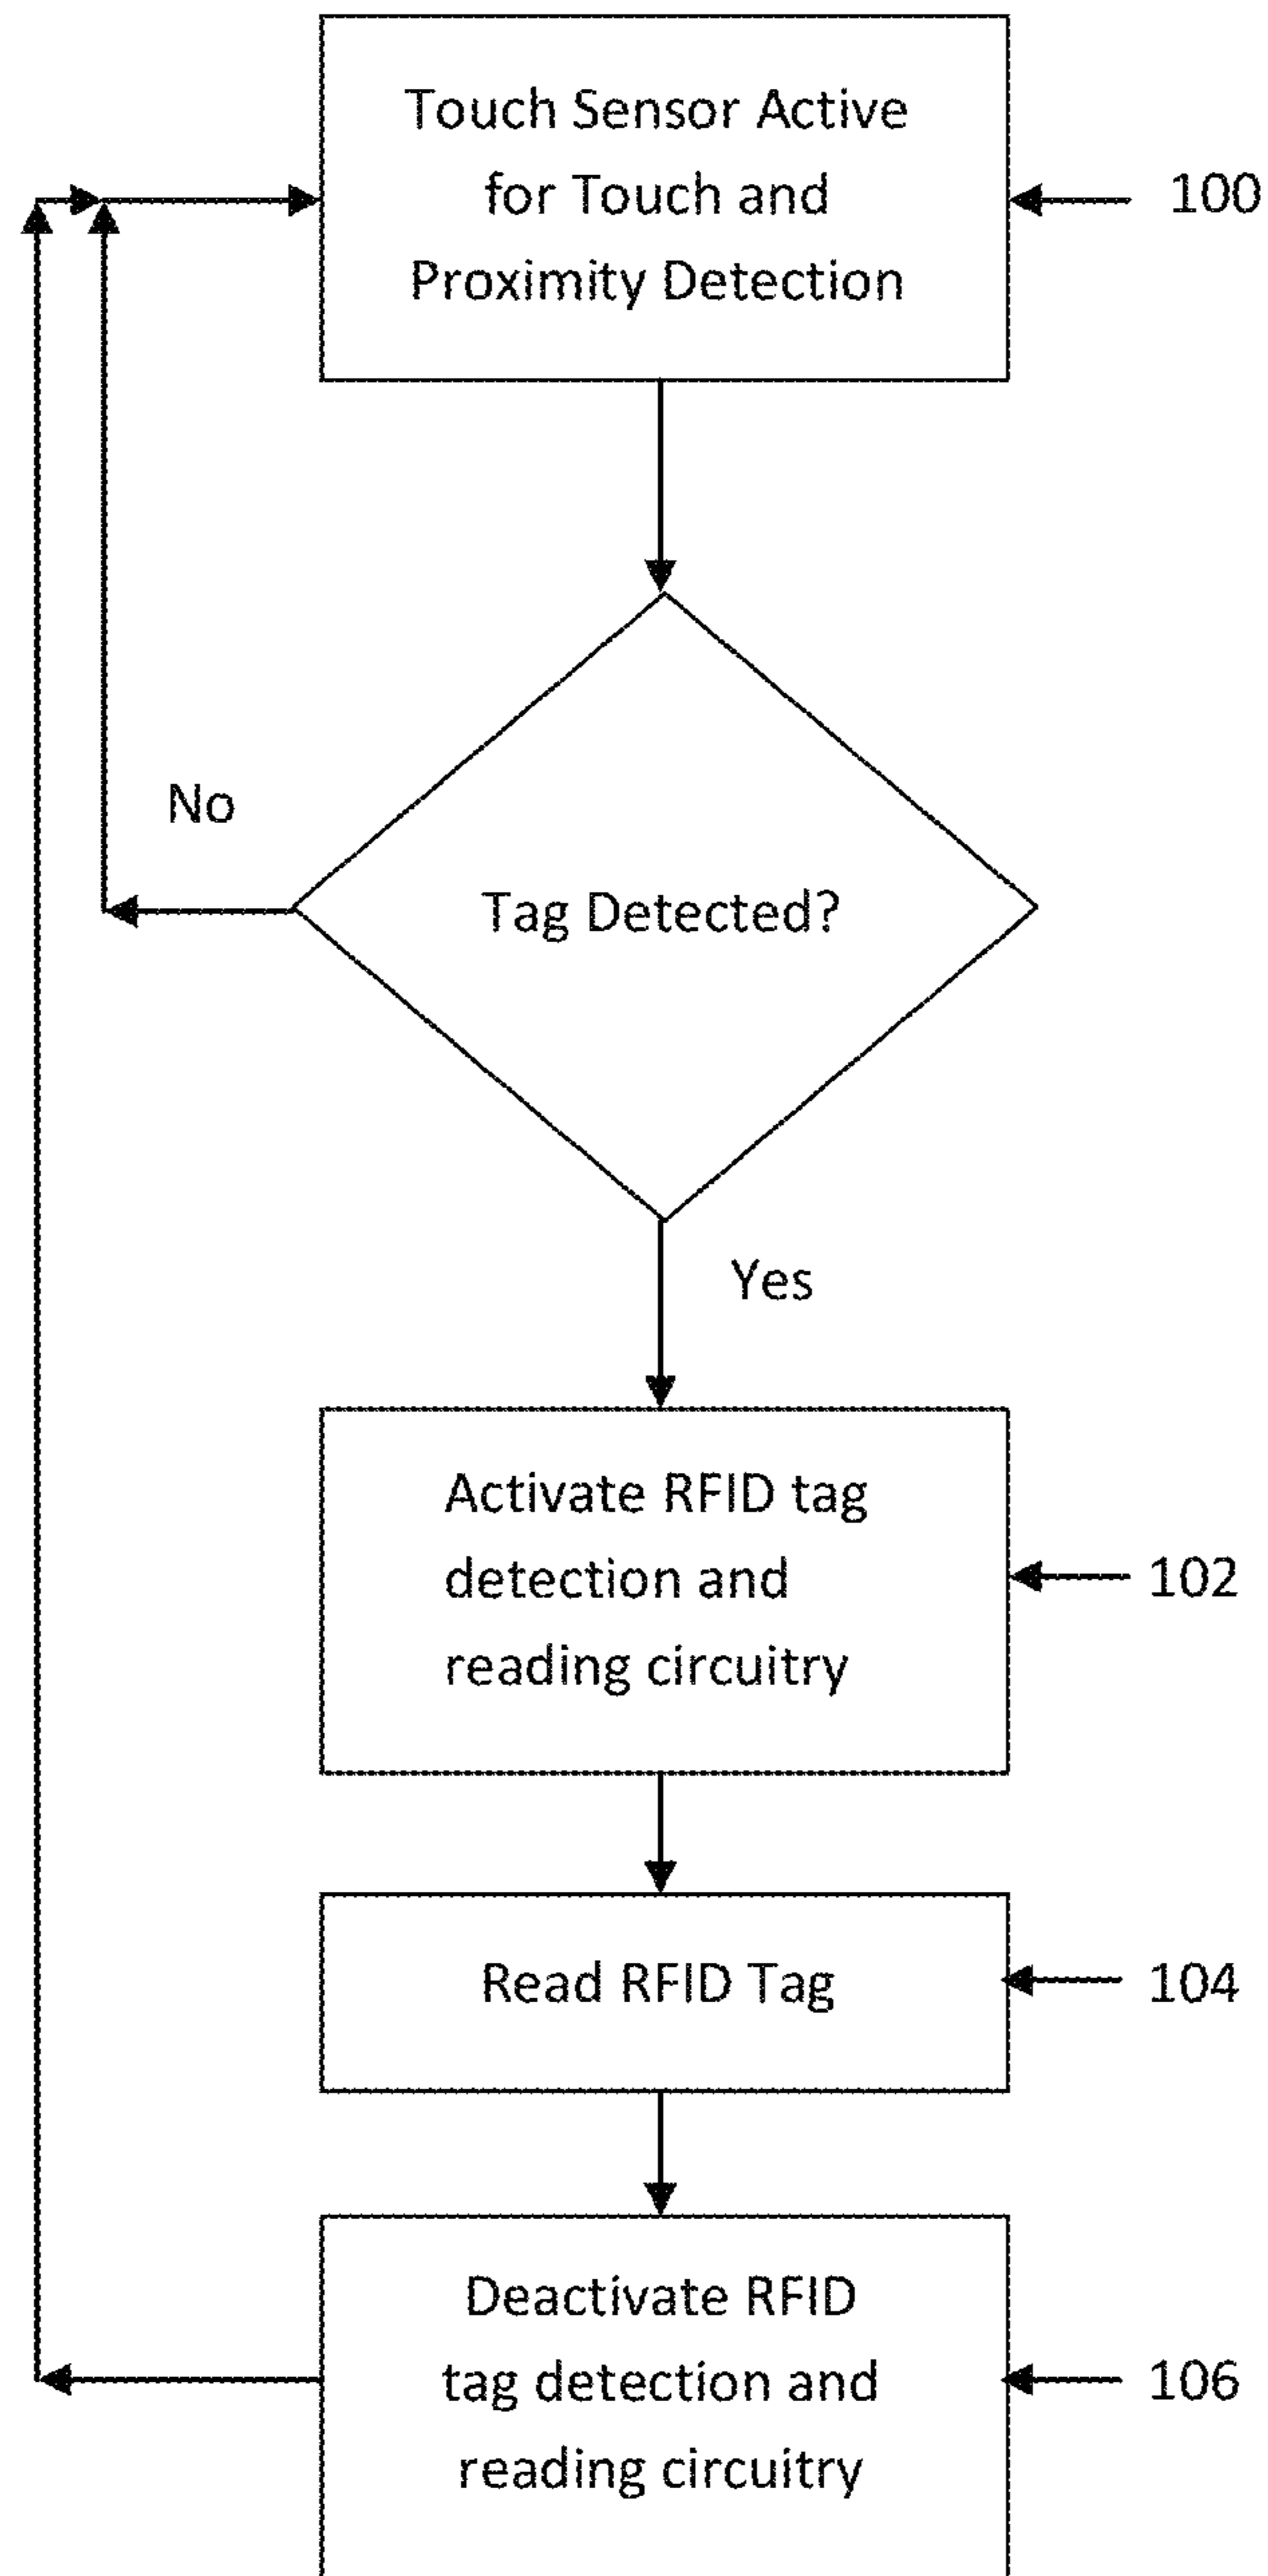 Touch Sensor Active
for Touch and
Proximity Detection
100
No
Tag Detected?
Yes
Activate RFID tag
detection and
reading circuitry
102
Read RFID Tag
104
Deactivate RFID
tag detection and
reading circuitry
106